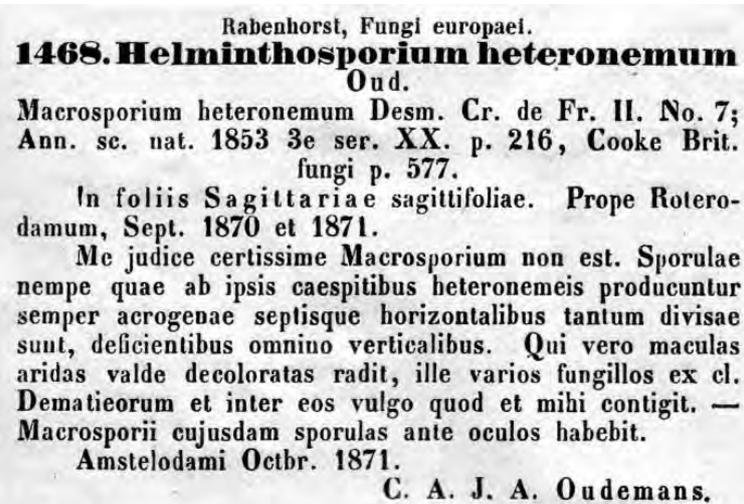 Rabenhorst, Fungi europaei.
1468. Helminthosporium heteronemum
Oud.
Macrosporium heteronemum Desm. Cr. de Fr. II. No. 7;
Ann. sc. nat. 1853 3e ser. XX. p. 216, Cooke Brit.
fungi p. 577.
In foliis Sagittariae sagittifoliae. Prope Rotero-
damum, Sept. 1870 et 1871.
Me judice certissime Macrosporium non est. Sporulae
nempe quae ab ipsis caespitibus heteronemeis producuntur
semper acrogenae septisque horizontalibus tantum divisae
sunt, deficientibus omnino verticalibus. Qui vero maculas
aridas valde decoloratas radit, ille varios fungillos ex cl.
Dematieorum et inter eos vulgo quod et mihi contigit. —
Macrosporii cujusdam sporulas ante oculos habebit.
Amstelodami Octbr. 1871.
C. A. J. A. Oudemans.